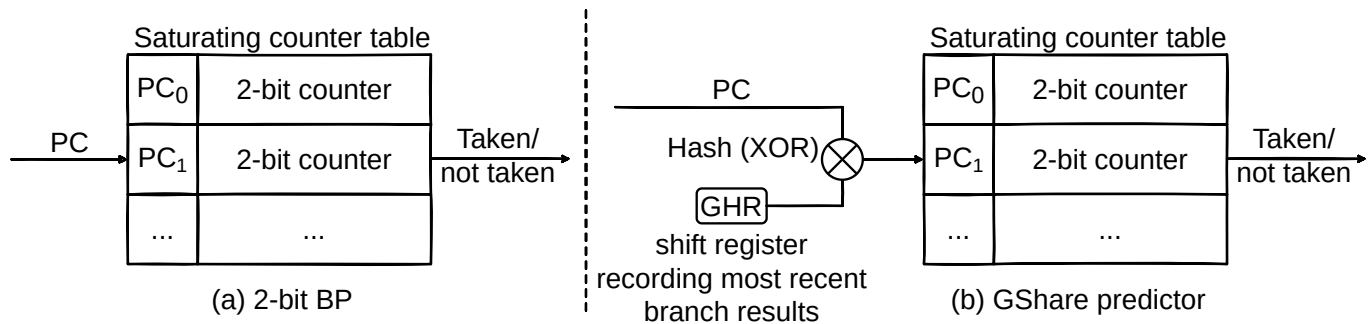 Saturating counter table
PC0 2-bit counter
PC
PC1 2-bit counter
Taken/
not taken
... ...
(a) 2-bit BP
Saturating counter table
PC
PC0 2-bit counter
Hash (XOR)
PC1 2-bit counter
Taken/
not taken
GHR
shift register
recording most recent
branch results
... ...
(b) GShare predictor